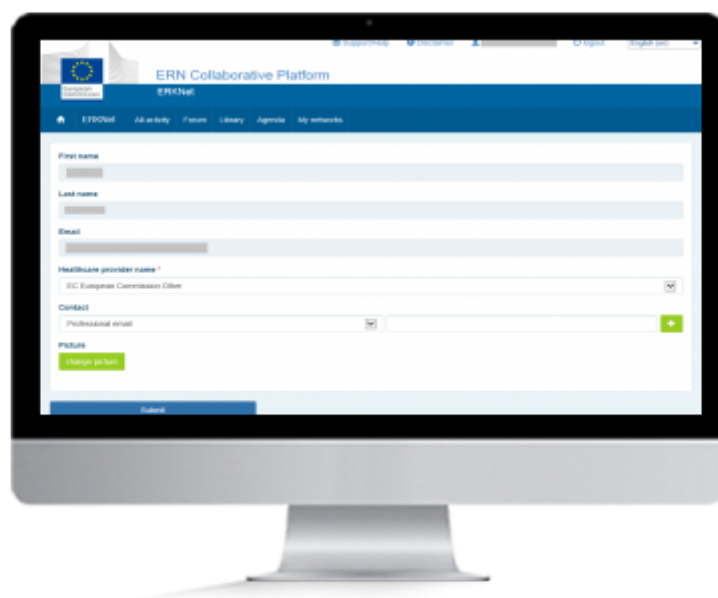 Support/Help Disclaimer logout English (en)
European Commission
ERN Collaborative Platform
ERKNet
ERKNet All activity Forum Library Agenda My networks
First name
Last name
Email
Healthcare provider name *
EC European Commission Other
Contact
Professional email
Picture
change picture
Submit